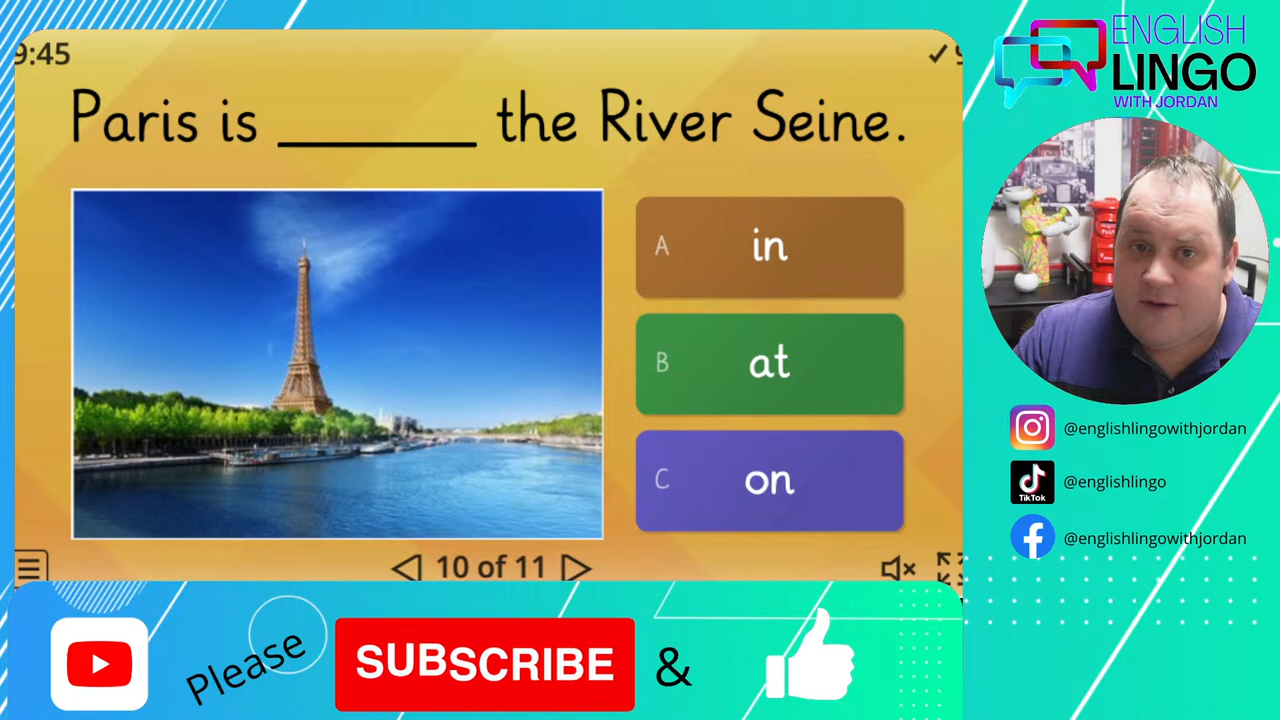 9:45
✓ 9
Paris is ________ the River Seine.
A in
B at
C on
10 of 11
ENGLISH
LINGO
WITH JORDAN
@englishlingowithjordan
TikTok
@englishlingo
@englishlingowithjordan
Please
SUBSCRIBE
&